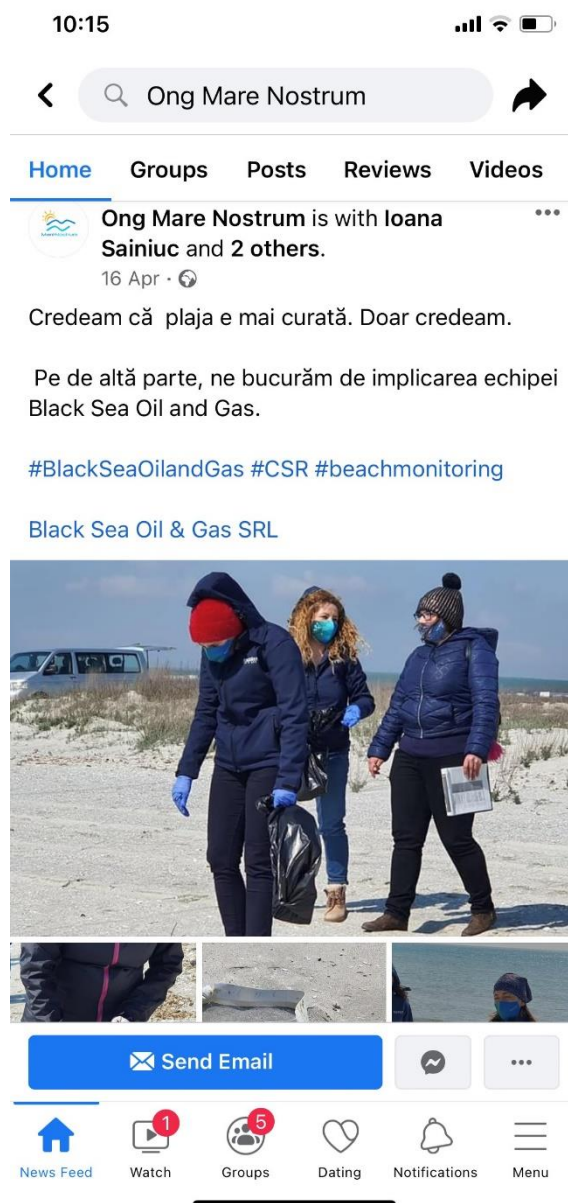 10:15
Ong Mare Nostrum
Home Groups Posts Reviews Videos
Ong Mare Nostrum is with Ioana
Sainiuc and 2 others.
16 Apr ·
Credeam că  plaja e mai curată. Doar credeam.
Pe de altă parte, ne bucurăm de implicarea echipei
Black Sea Oil and Gas.
#BlackSeaOilandGas #CSR #beachmonitoring
Black Sea Oil & Gas SRL
Send Email
1 5
News Feed Watch Groups Dating Notifications Menu